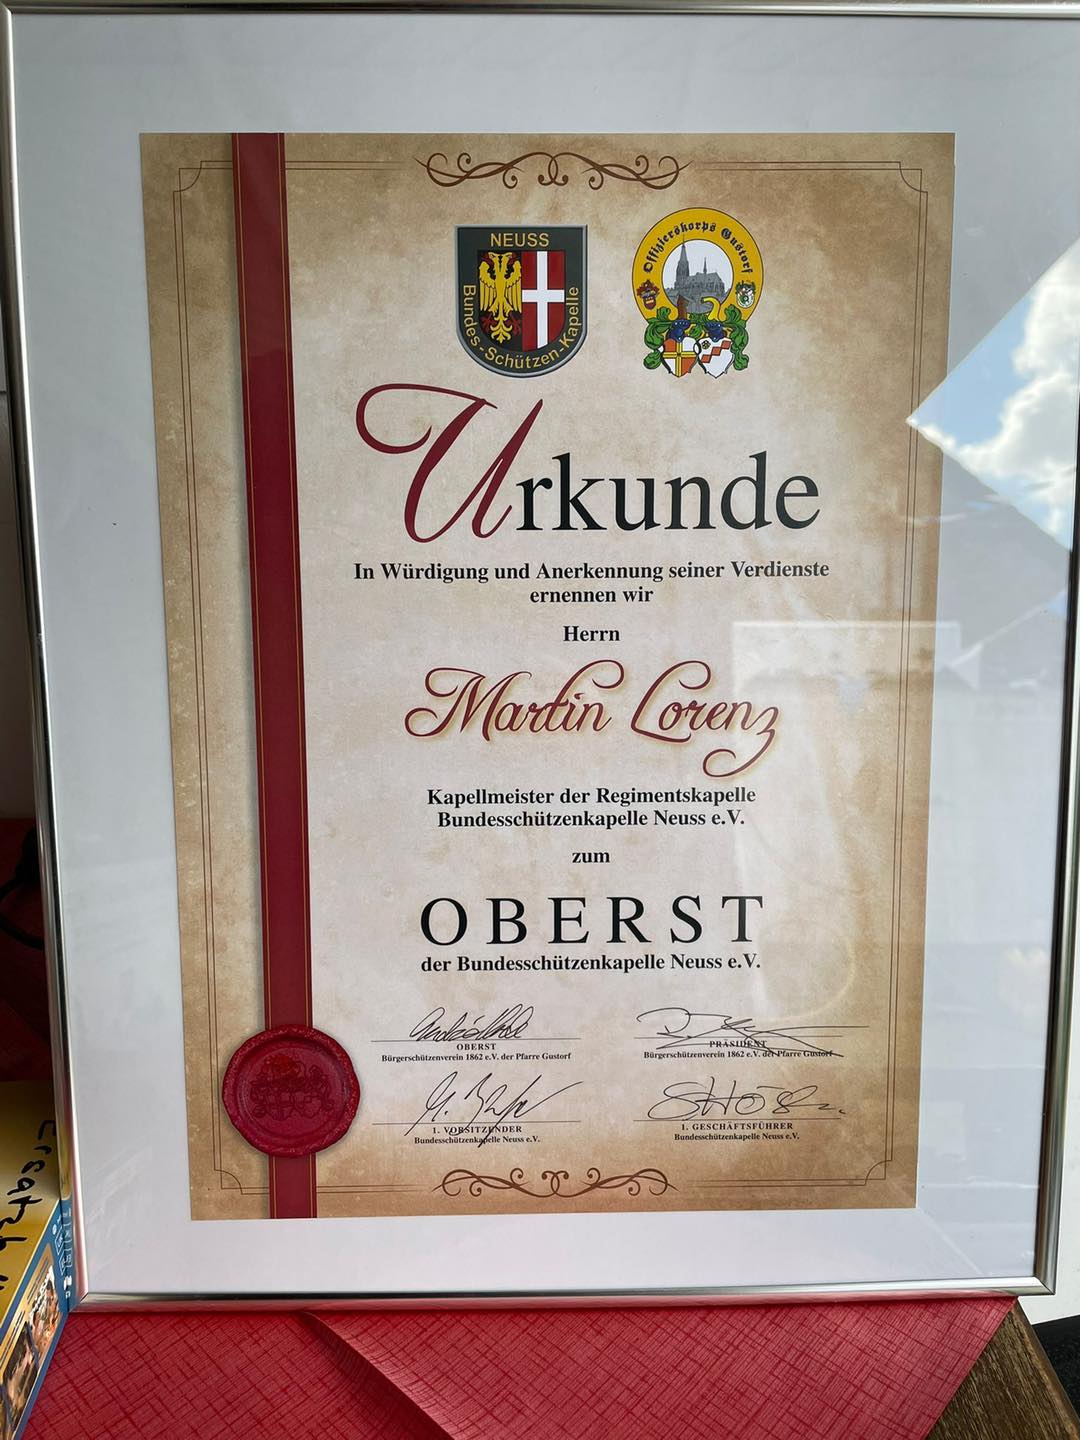 NEUSS
Bundes-Schützen-Kapelle
Offizierskorps Gustorf
Urkunde
In Würdigung und Anerkennung seiner Verdienste
ernennen wir
Herrn
Martin Lorenz
Kapellmeister der Regimentskapelle
Bundesschützenkapelle Neuss e.V.
zum
OBERST
der Bundesschützenkapelle Neuss e.V.
OBERST
Bürgerschützenverein 1862 e.V. der Pfarre Gustorf
PRÄSIDENT
Bürgerschützenverein 1862 e.V. der Pfarre Gustorf
1. VORSITZENDER
Bundesschützenkapelle Neuss e.V.
1. GESCHÄFTSFÜHRER
Bundesschützenkapelle Neuss e.V.